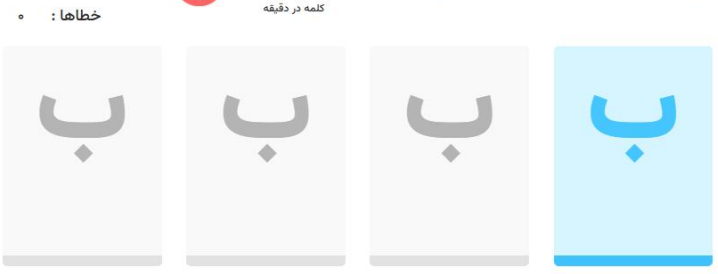 کلمه در دقیقه
خطاها : ۰
ب ب ب ب